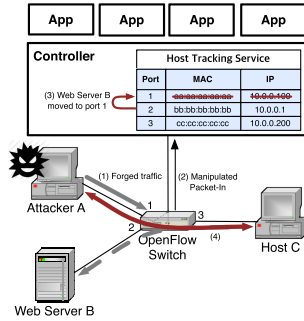 App App App App
Controller
Host Tracking Service
Port MAC IP
1 aa:aa:aa:aa:aa 10.0.0.100
2 bb:bb:bb:bb:bb 10.0.0.1
3 cc:cc:cc:cc:cc 10.0.0.200
(3) Web Server B
moved to port 1
(1) Forged traffic
(2) Manipulated
Packet-In
Attacker A
1
2
3
OpenFlow
Switch
(4)
Host C
Web Server B